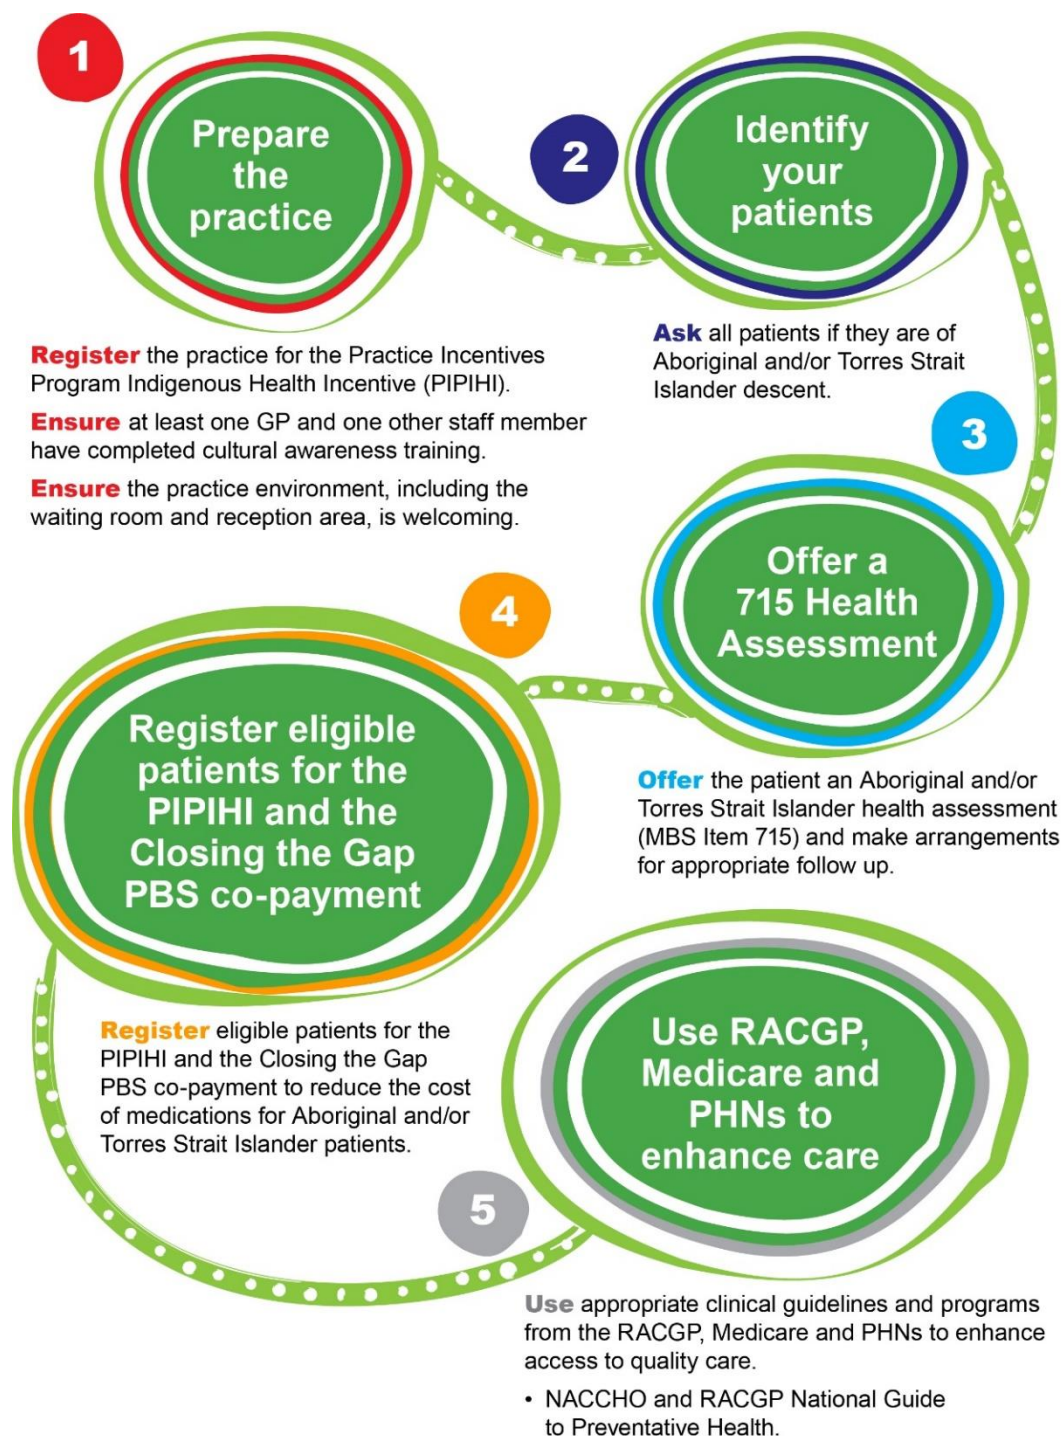 1
Prepare
the
practice
Register the practice for the Practice Incentives
Program Indigenous Health Incentive (PIPIHI).
Ensure at least one GP and one other staff member
have completed cultural awareness training.
Ensure the practice environment, including the
waiting room and reception area, is welcoming.
2
Identify
your
patients
Ask all patients if they are of
Aboriginal and/or Torres Strait
Islander descent.
3
Offer a
715 Health
Assessment
Offer the patient an Aboriginal and/or
Torres Strait Islander health assessment
(MBS Item 715) and make arrangements
for appropriate follow up.
4
Register eligible
patients for the
PIPIHI and the
Closing the Gap
PBS co-payment
Register eligible patients for the
PIPIHI and the Closing the Gap
PBS co-payment to reduce the cost
of medications for Aboriginal and/or
Torres Strait Islander patients.
5
Use RACGP,
Medicare and
PHNs to
enhance care
Use appropriate clinical guidelines and programs
from the RACGP, Medicare and PHNs to enhance
access to quality care.
• NACCHO and RACGP National Guide
to Preventative Health.